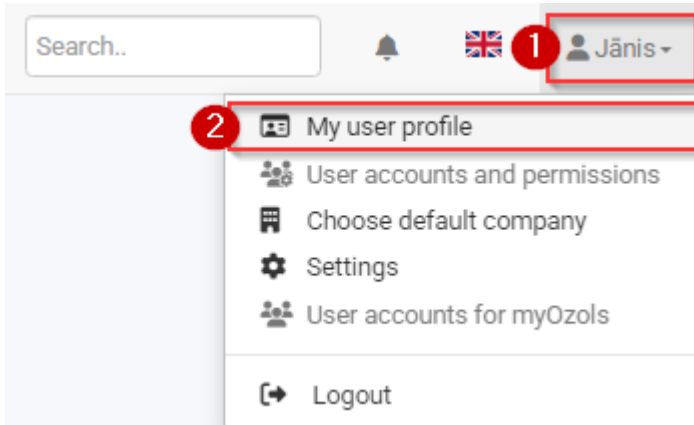 Search..
1
Jānis
2
My user profile
User accounts and permissions
Choose default company
Settings
User accounts for myOzols
Logout